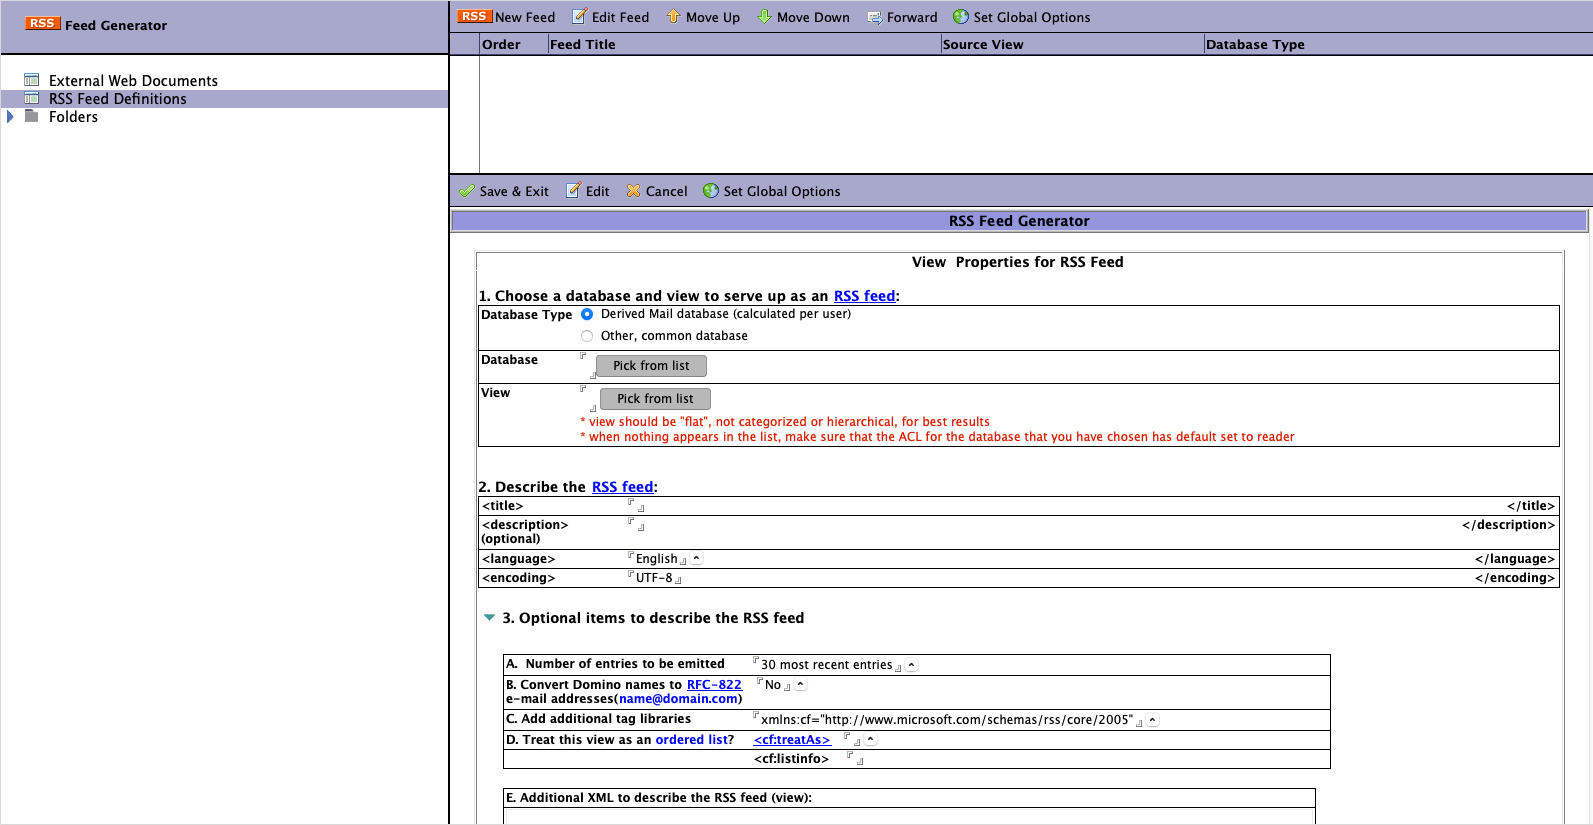 RSS Feed Generator
External Web Documents
RSS Feed Definitions
Folders
RSS New Feed Edit Feed Move Up Move Down Forward Set Global Options
Order Feed Title Source View Database Type
Save & Exit Edit Cancel Set Global Options
RSS Feed Generator
View Properties for RSS Feed
1. Choose a database and view to serve up as an RSS feed:
Database Type Derived Mail database (calculated per user)
Other, common database
Database Pick from list
View Pick from list
* view should be "flat", not categorized or hierarchical, for best results
* when nothing appears in the list, make sure that the ACL for the database that you have chosen has default set to reader
2. Describe the RSS feed:
<title> </title>
<description> </description>
(optional)
<language> English </language>
<encoding> UTF-8 </encoding>
3. Optional items to describe the RSS feed
A. Number of entries to be emitted 30 most recent entries
B. Convert Domino names to RFC-822 No
e-mail addresses(name@domain.com)
C. Add additional tag libraries xmlns:cf="http://www.microsoft.com/schemas/rss/core/2005"
D. Treat this view as an ordered list? <cf:treatAs>
<cf:listinfo>
E. Additional XML to describe the RSS feed (view):